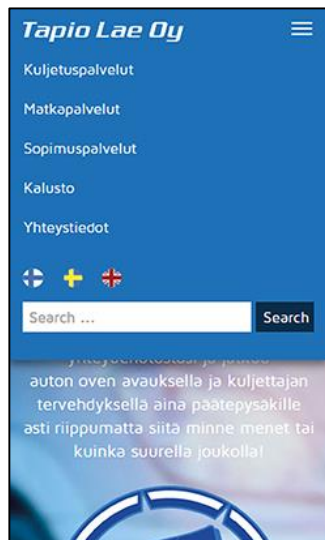 Tapio Lae Oy
Kuljetuspalvelut
Matkapalvelut
Sopimuspalvelut
Kalusto
Yhteystiedot
Search ...
Search
auton oven avauksella ja kuljettajan
tervehdyksellä aina päätepysäkille
asti riippumatta siitä minne menet tai
kuinka suurella joukolla!